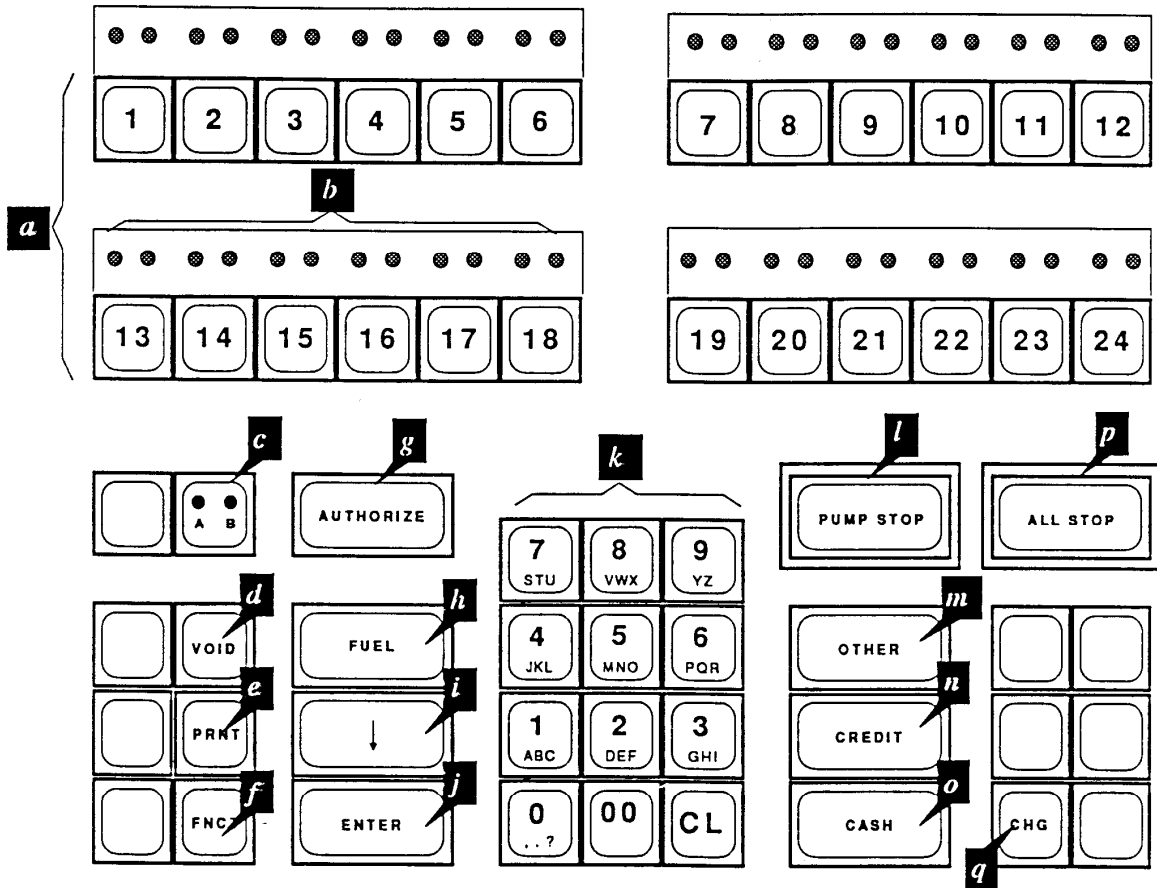 1 2 3 4 5 6
7 8 9 10 11 12
a
b
13 14 15 16 17 18
19 20 21 22 23 24
c
g
k
l
p
A B
AUTHORIZE
PUMP STOP
ALL STOP
7 8 9
STU VWX YZ
d
h
m
VOID
FUEL
4 5 6
JKL MNO PQR
OTHER
e
i
n
PRNT
↓
1 2 3
ABC DEF GHI
CREDIT
f
j
o
FNCT
ENTER
0 00 CL
. . ?
CASH
CHG
q